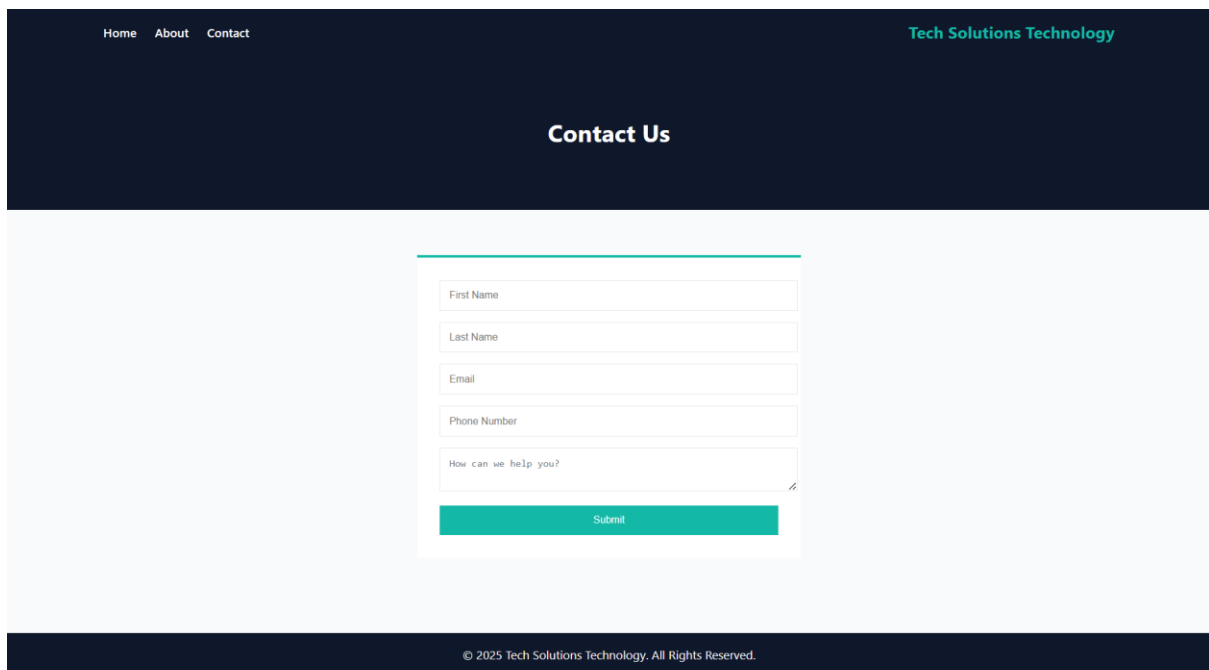 Home About Contact Tech Solutions Technology
Contact Us
First Name
Last Name
Email
Phone Number
How can we help you?
Submit
© 2025 Tech Solutions Technology. All Rights Reserved.